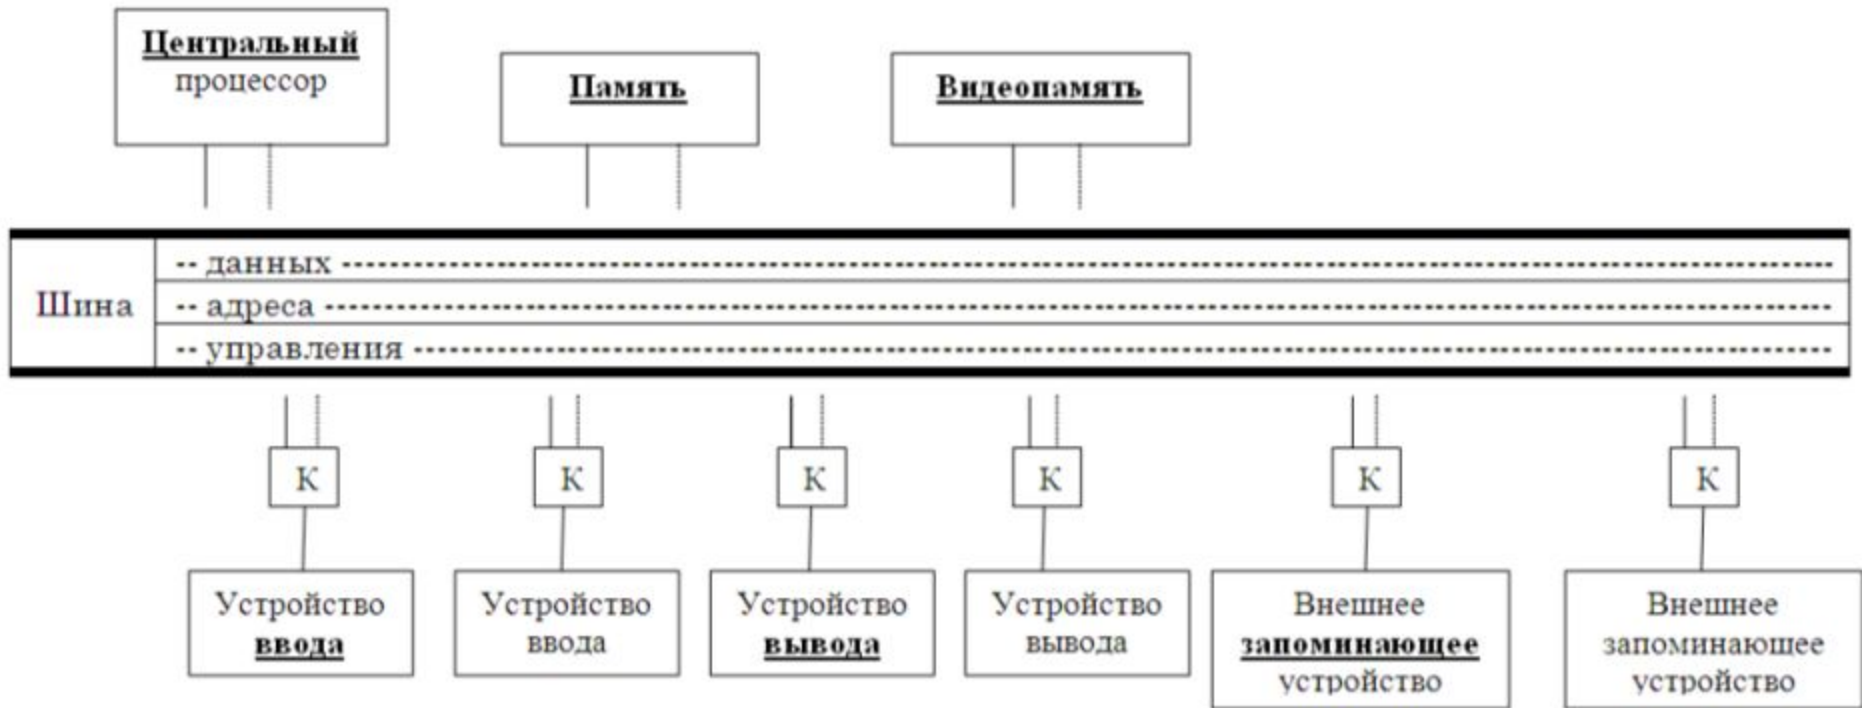 Центральный
процессор
Память
Видеопамять
Шина
-- данных --
-- адреса --
-- управления --
К
К
К
К
К
К
Устройство
ввода
Устройство
ввода
Устройство
вывода
Устройство
вывода
Внешнее
запоминающее
устройство
Внешнее
запоминающее
устройство